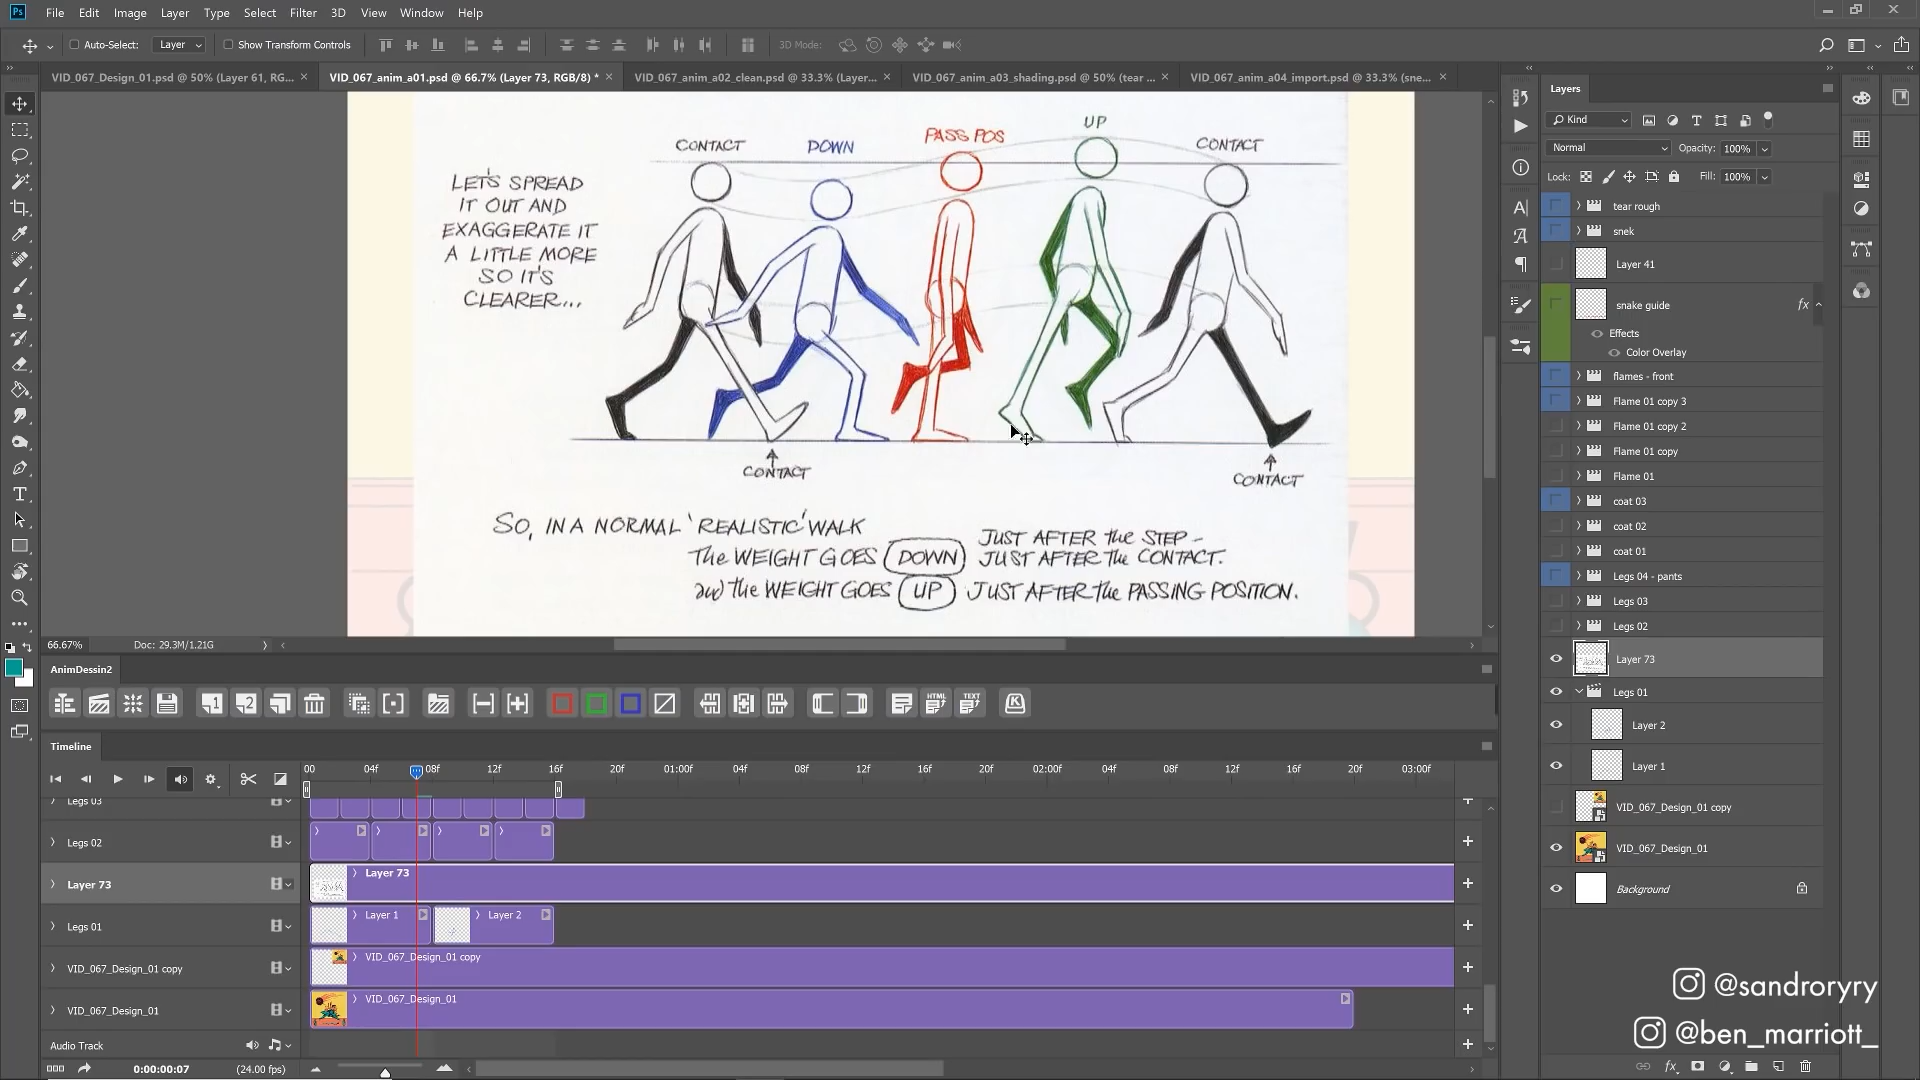 Ps File Edit Image Layer Type Select Filter 3D View Window Help
Auto-Select: Layer Show Transform Controls 3D Mode:
VID_067_Design_01.psd @ 50% (Layer 61, RG...
VID_067_anim_a01.psd @ 66.7% (Layer 73, RGB/8) *
VID_067_anim_a02_clean.psd @ 33.3% (Layer...
VID_067_anim_a03_shading.psd @ 50% (tear ...
VID_067_anim_a04_import.psd @ 33.3% (sne...
CONTACT DOWN PASS POS UP CONTACT
LET'S SPREAD
IT OUT AND
EXAGGERATE IT
A LITTLE MORE
SO IT'S
CLEARER...
CONTACT CONTACT
SO, IN A NORMAL 'REALISTIC' WALK
The WEIGHT GOES DOWN JUST AFTER the STEP –
JUST AFTER the CONTACT.
and the WEIGHT GOES UP JUST AFTER the PASSING POSITION.
66.67% Doc: 29.3M/1.21G
AnimDessin2
1 2 HTML TEXT K
Timeline
00 04f 08f 12f 16f 20f 01:00f 04f 08f 12f 16f 20f 02:00f 04f 08f 12f 16f 20f 03:00f
Legs 03
Legs 02
Layer 73 Layer 73
Legs 01 Layer 1 Layer 2
VID_067_Design_01 copy VID_067_Design_01 copy
VID_067_Design_01 VID_067_Design_01
Audio Track
0:00:00:07 (24.00 fps)
Layers
Kind
Normal Opacity: 100%
Lock: Fill: 100%
tear rough
snek
Layer 41
snake guide fx
Effects
Color Overlay
flames - front
Flame 01 copy 3
Flame 01 copy 2
Flame 01 copy
Flame 01
coat 03
coat 02
coat 01
Legs 04 - pants
Legs 03
Legs 02
Layer 73
Legs 01
Layer 2
Layer 1
VID_067_Design_01 copy
VID_067_Design_01
Background
@sandroryry
@ben_marriott_
fx